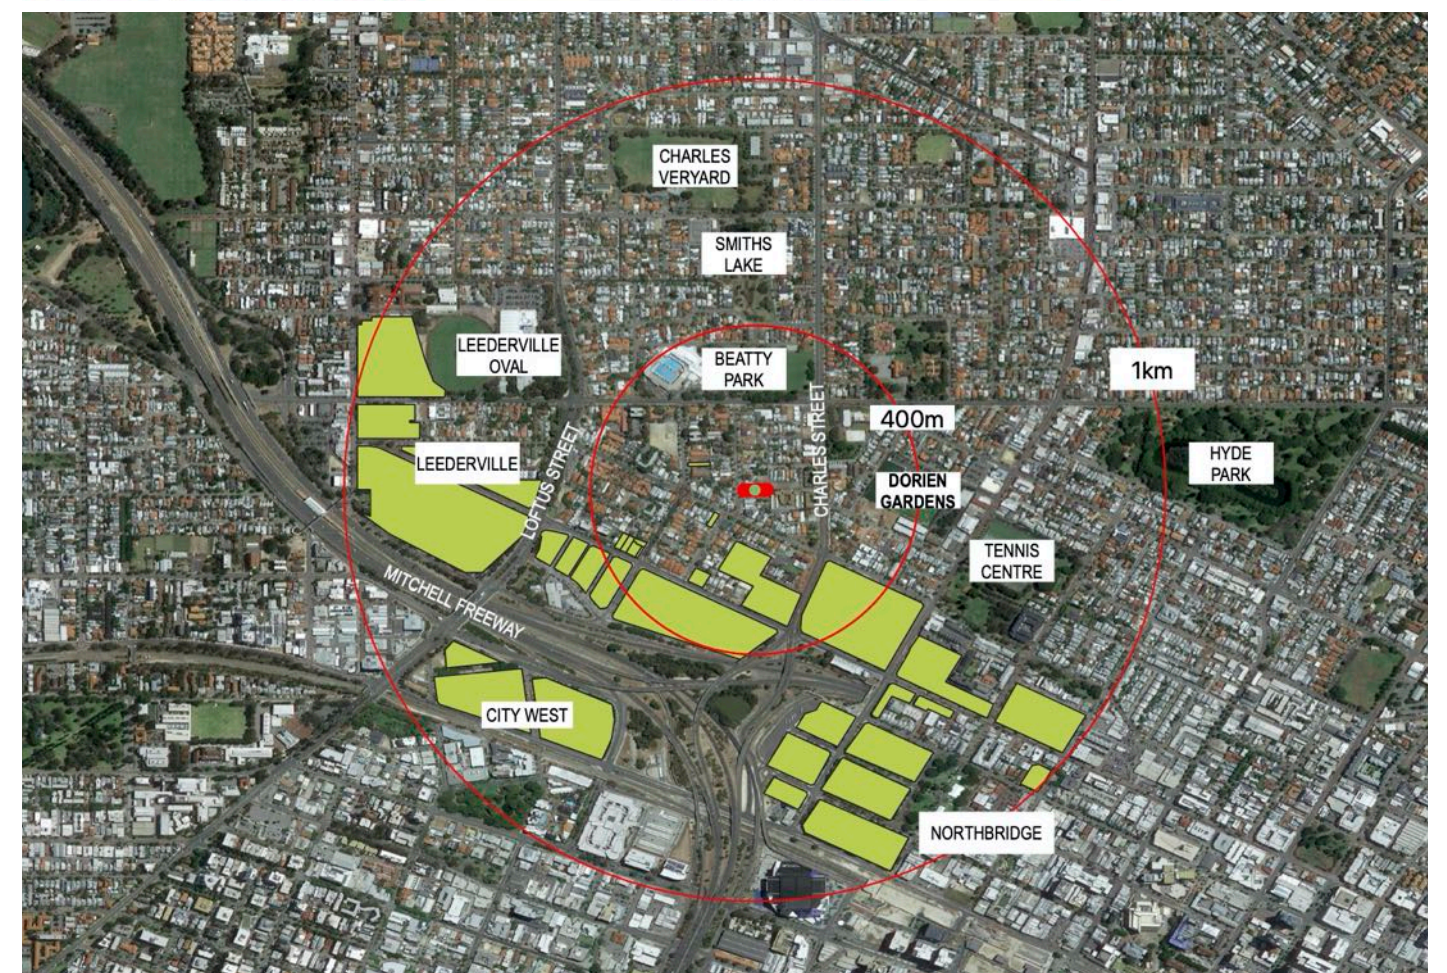 CHARLES
VERYARD
SMITHS
LAKE
LEEDERVILLE
OVAL
BEATTY
PARK
1km
400m
CHARLES STREET
HYDE
PARK
LEEDERVILLE
LOFTUS STREET
DORIEN
GARDENS
TENNIS
CENTRE
MITCHELL FREEWAY
CITY WEST
NORTHBRIDGE